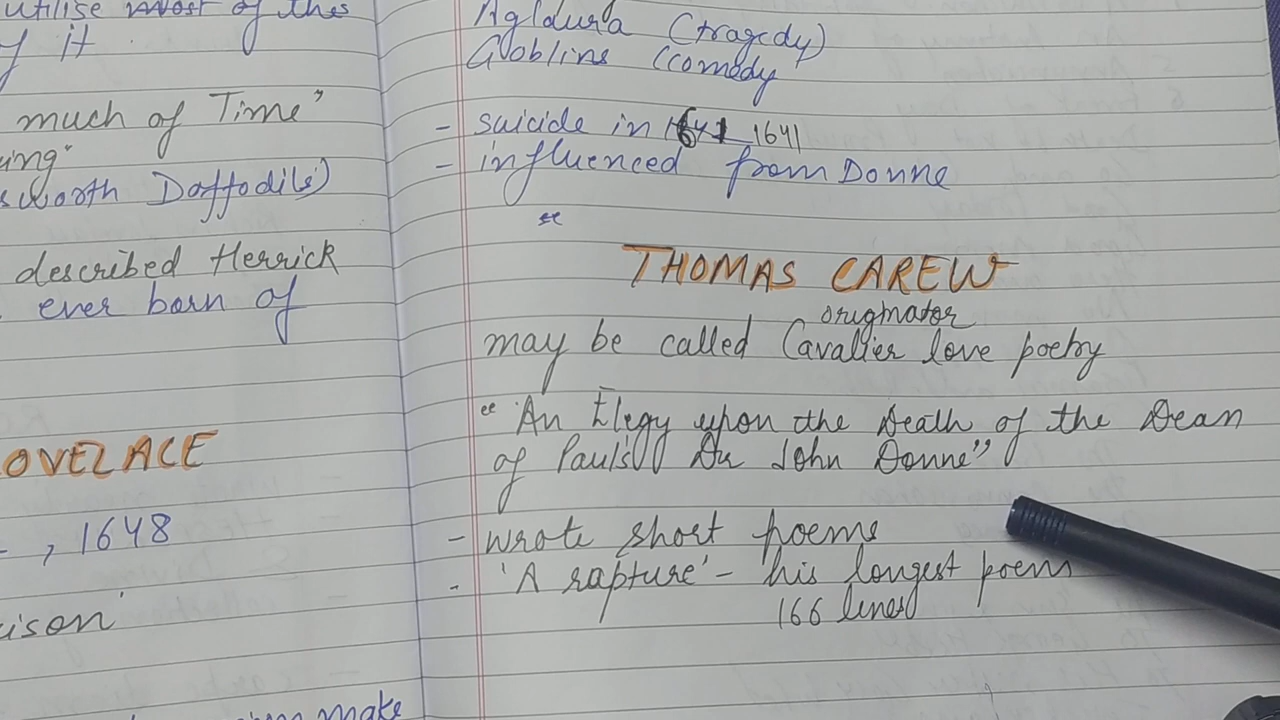 utilise most of this
y it
much of Time"
ing"
sworth Daffodils)
described Herrick
ever born of
OVELACE
, 1648
ison'
make
Agldura (tragedy)
Goblins (comedy
- suicide in 1641 1641
- influenced from Donne
"
THOMAS CAREW
originator
may be called Cavalier love poetry
" An Elegy upon the Death of the Dean
of Paul's Dr John Donne"
- wrote short poems
- 'A rapture' - his longest poem
166 lines